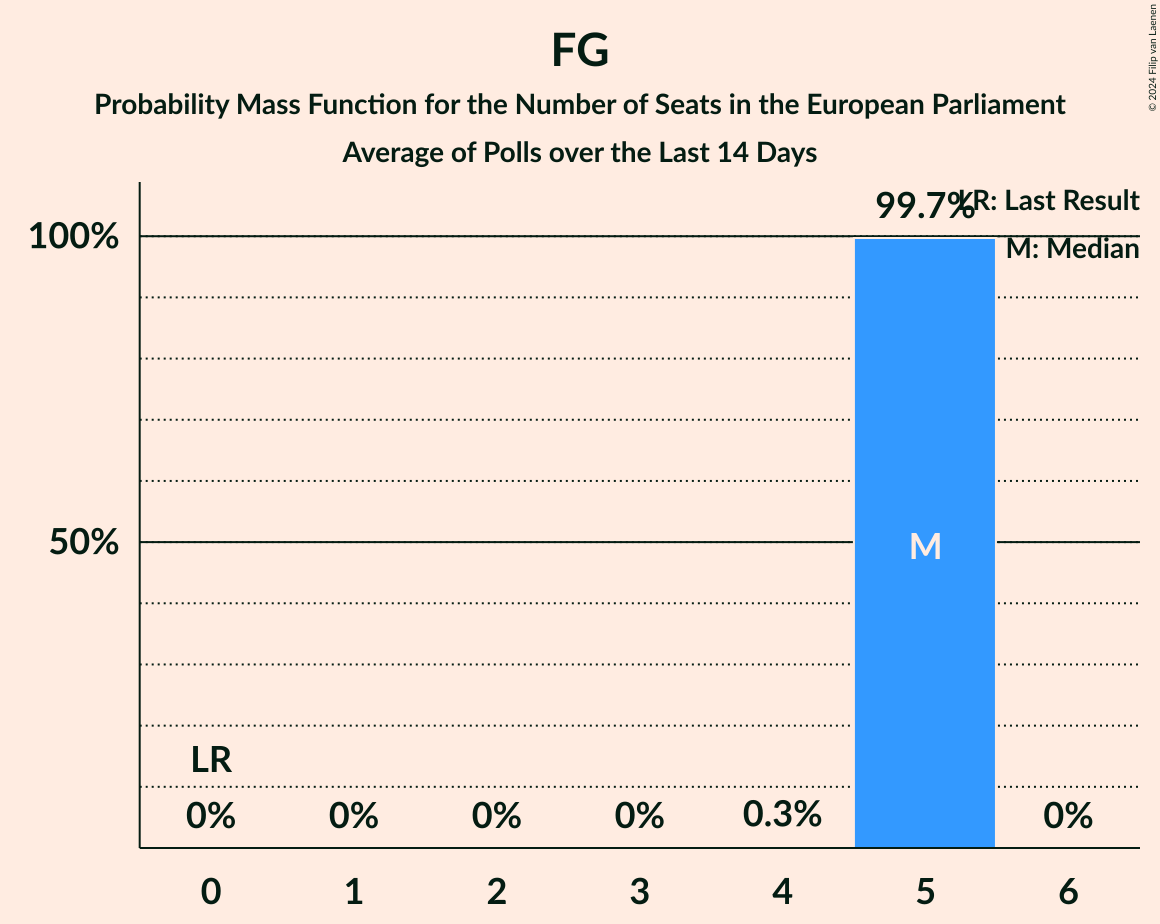 FG
Probability Mass Function for the Number of Seats in the European Parliament
Average of Polls over the Last 14 Days
© 2024 Filip van Laenen
99.7%
LR: Last Result
M: Median
100%
50%
M
LR
0%
0%
0%
0%
0.3%
0%
0
1
2
3
4
5
6